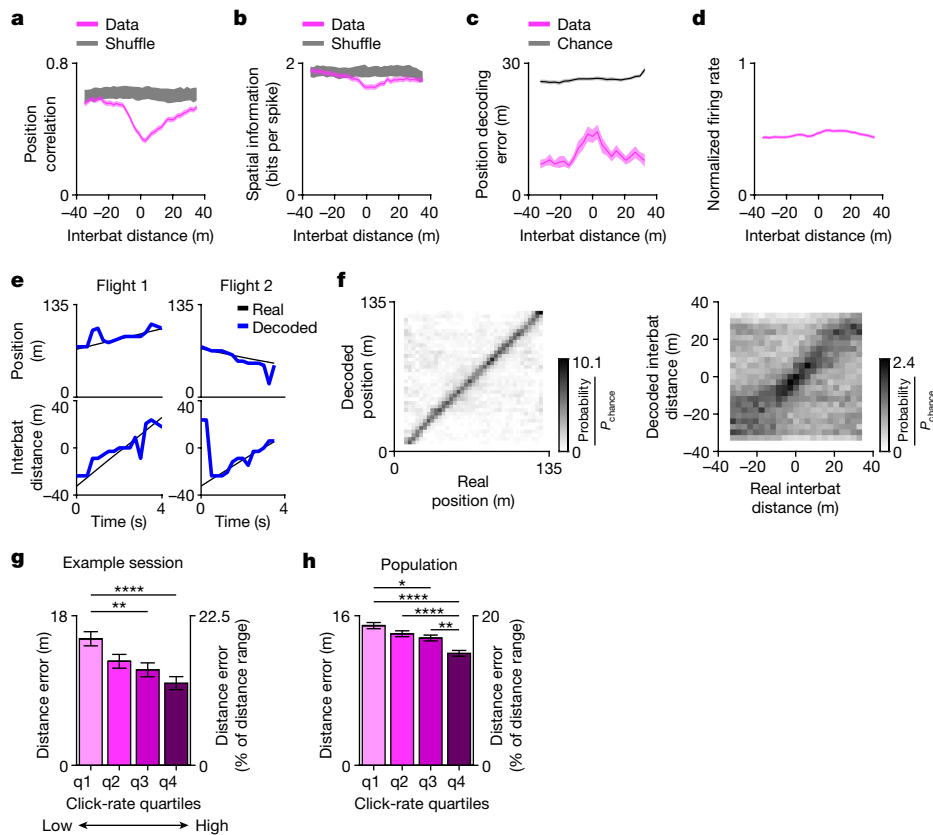 a
Data
Shuffle
0.8
0
Position
correlation
−40 −20 0 20 40
Interbat distance (m)
b
Data
Shuffle
2
0
Spatial information
(bits per spike)
−40 −20 0 20 40
Interbat distance (m)
c
Data
Chance
30
0
Position decoding
error (m)
−40 −20 0 20 40
Interbat distance (m)
d
1
0
Normalized firing rate
−40 −20 0 20 40
Interbat distance (m)
e
Flight 1
Flight 2
Real
Decoded
135
0
Position
(m)
135
0
40
0
−40
Interbat
distance (m)
40
0
−40
0 4
Time (s)
0 4
Time (s)
f
135
0
Decoded
position (m)
0 135
Real
position (m)
10.1
0
Probability
Pchance
40
20
0
−20
−40
Decoded interbat
distance (m)
−40 −20 0 20 40
Real interbat
distance (m)
2.4
0
Probability
Pchance
g
Example session
****
**
18
0
Distance error (m)
22.5
0
Distance error
(% of distance range)
q1 q2 q3 q4
Click-rate quartiles
Low High
h
Population
*
****
****
**
16
0
Distance error (m)
20
0
Distance error
(% of distance range)
q1 q2 q3 q4
Click-rate quartiles